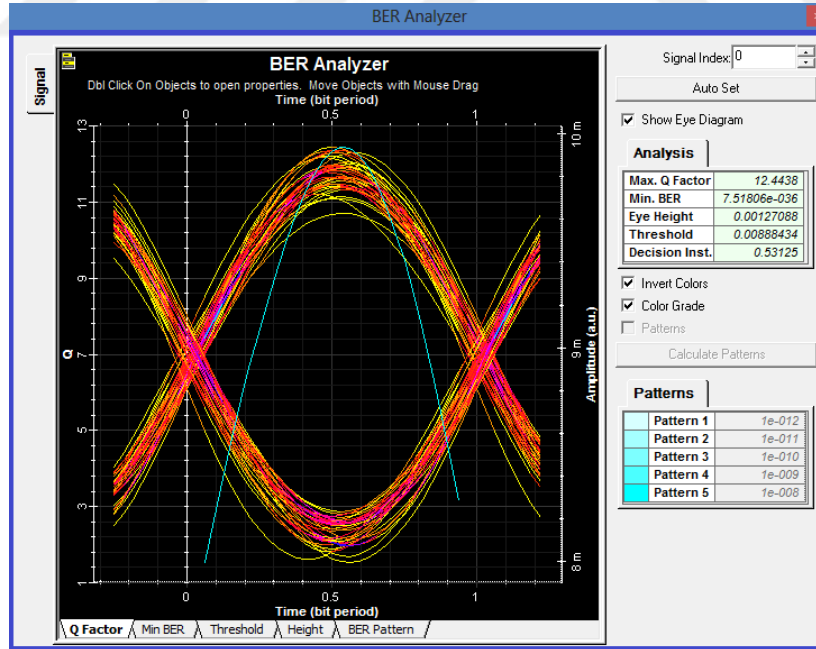 BER Analyzer
Signal
BER Analyzer
Dbl Click On Objects to open properties. Move Objects with Mouse Drag
Time (bit period)
0 0.5 1
13
11
9
7
5
3
1
Q
10 m
9 m
8 m
Amplitude (a.u.)
0 0.5 1
Time (bit period)
Q Factor Min BER Threshold Height BER Pattern
Signal Index: 0
Auto Set
Show Eye Diagram
Analysis
Max. Q Factor 12.4438
Min. BER 7.51806e-036
Eye Height 0.00127088
Threshold 0.00888434
Decision Inst. 0.53125
Invert Colors
Color Grade
Patterns
Calculate Patterns
Patterns
Pattern 1 1e-012
Pattern 2 1e-011
Pattern 3 1e-010
Pattern 4 1e-009
Pattern 5 1e-008